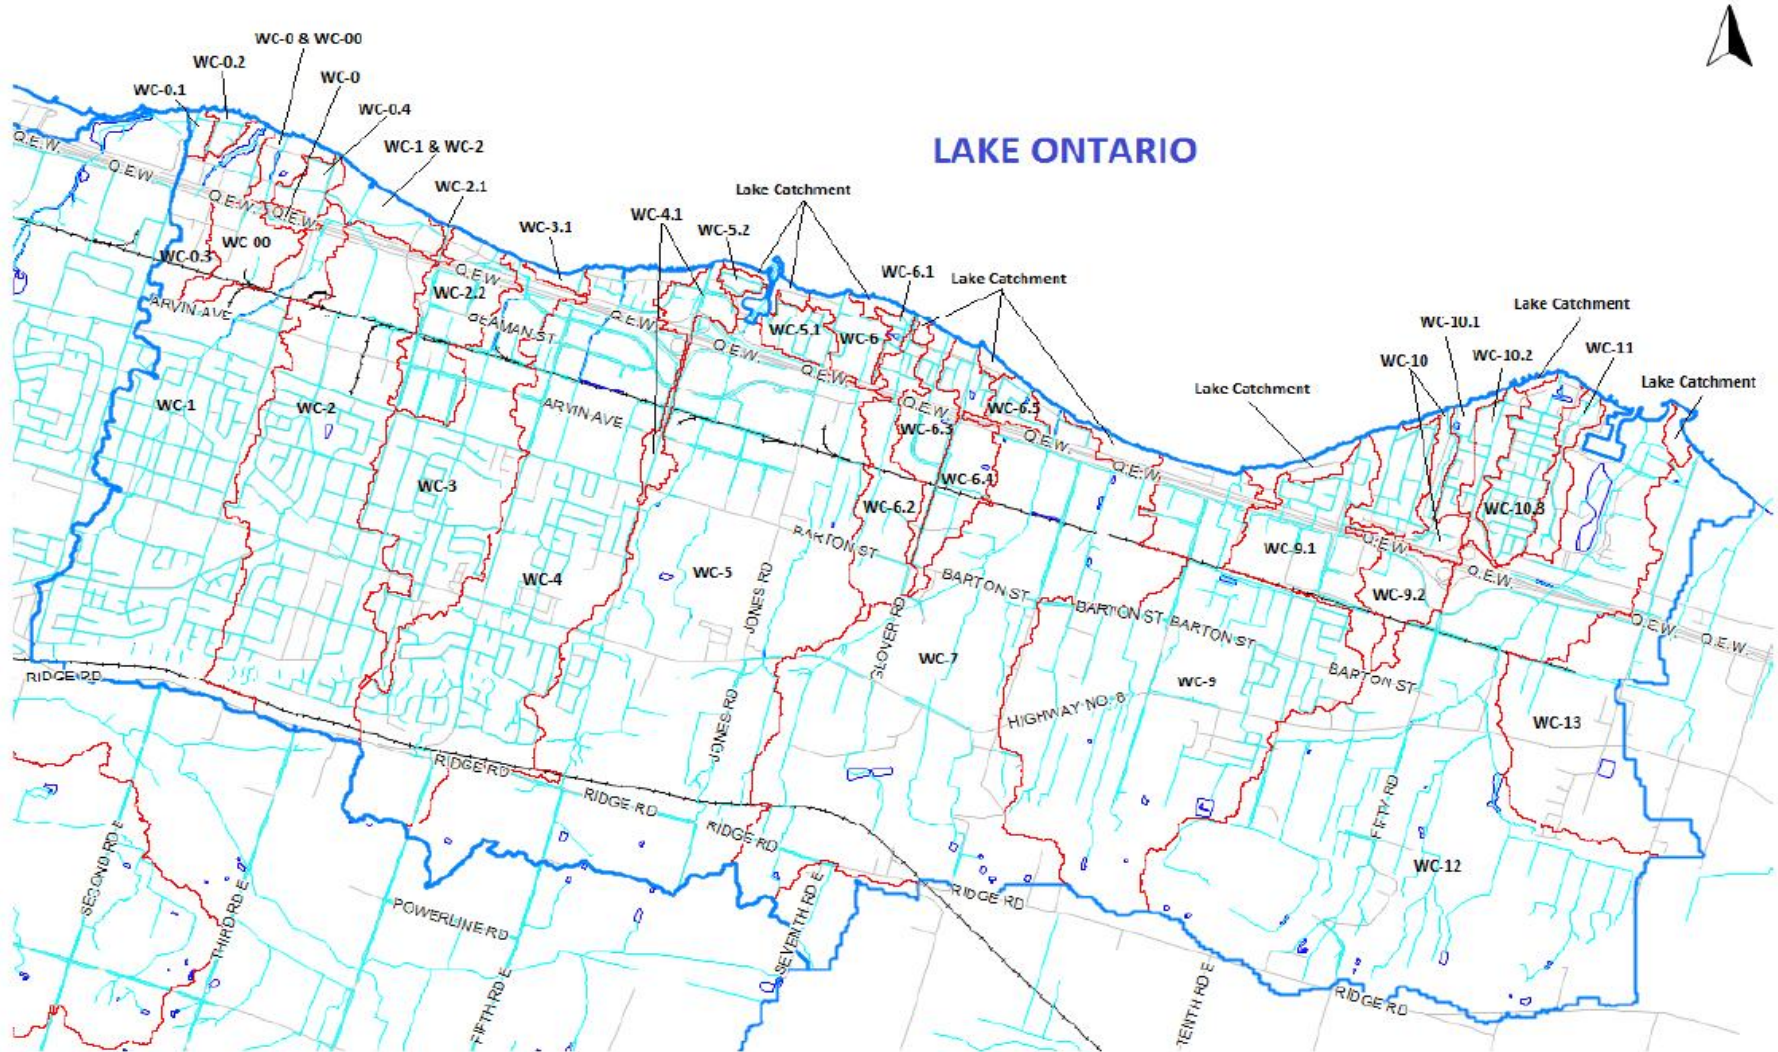 WC-0 & WC-00
WC-0.2
WC-0
WC-0.1
WC-0.4
WC-1 & WC-2
LAKE ONTARIO
Q.E.W.
Q.E.W.
WC-2.1
Lake Catchment
Q.E.W.
Q.E.W.
WC-4.1
WC-3.1
WC-5.2
WC-00
WC-0.3
Q.E.W.
WC-6.1
Lake Catchment
WC-2.2
ARVIN AVE
SEAMAN ST
Q.E.W.
WC-5.1
WC-6
Lake Catchment
WC-10.1
Q.E.W.
WC-10
WC-10.2
WC-11
Q.E.W.
Lake Catchment
Lake Catchment
WC-1
WC-2
ARVIN AVE
Q.E.W.
WC-6.5
WC-6.3
Q.E.W.
Q.E.W.
WC-3
WC-6.4
WC-6.2
WC-10.3
BARTON ST
WC-9.1
Q.E.W.
WC-4
WC-5
BARTON ST
Q.E.W.
WC-9.2
JONES RD
BARTON ST
BARTON ST
Q.E.W.
Q.E.W.
GLOVER RD
WC-7
RIDGE RD
WC-9
BARTON ST
HIGHWAY NO. 8
WC-13
JONES RD
RIDGE RD
RIDGE RD
FIFTY RD
RIDGE RD
WC-12
SECOND RD E
THIRD RD E
RIDGE RD
POWERLINE RD
SEVENTH RD E
FIFTH RD E
TENTH RD E
RIDGE RD